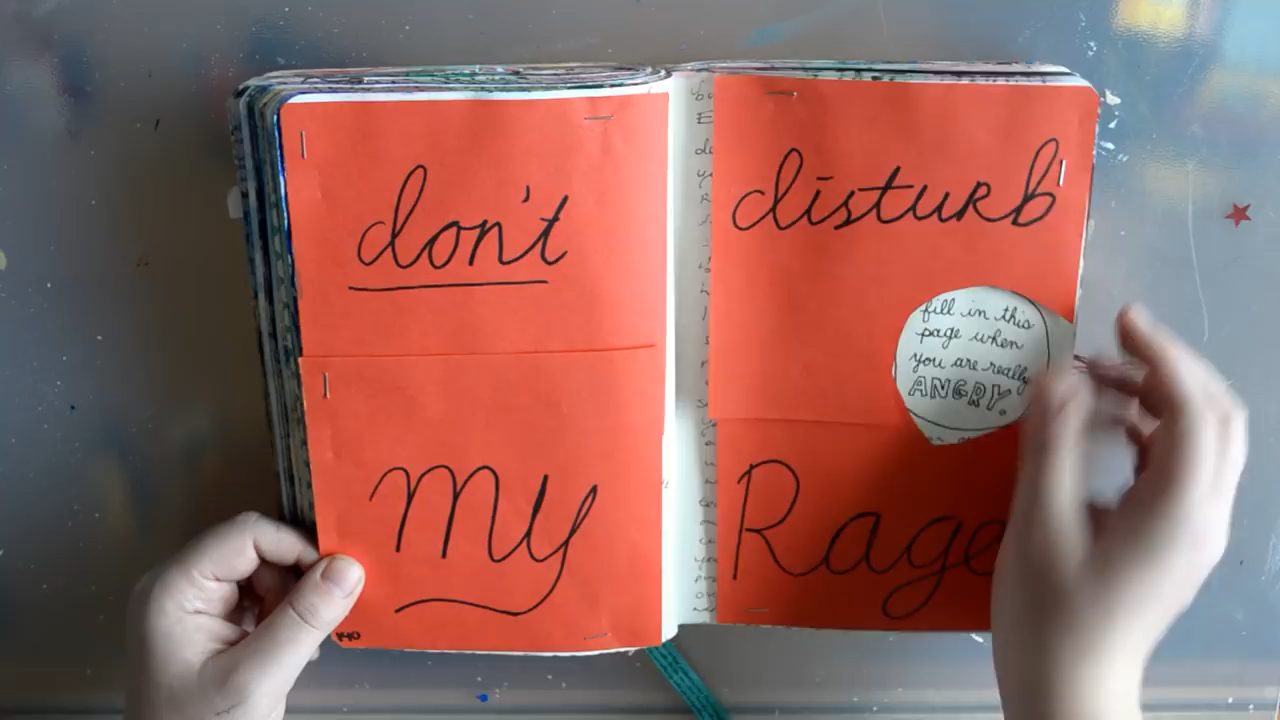 don't
my
140
disturb
fill in this
page when
you are really
ANGRY.
Rage